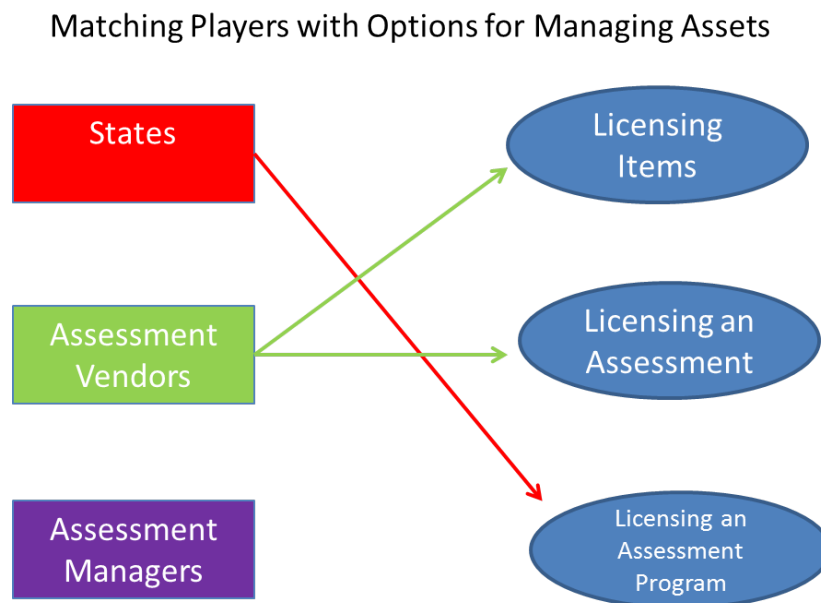 Matching Players with Options for Managing Assets
States
Licensing
Items
Assessment
Vendors
Licensing an
Assessment
Assessment
Managers
Licensing an
Assessment
Program